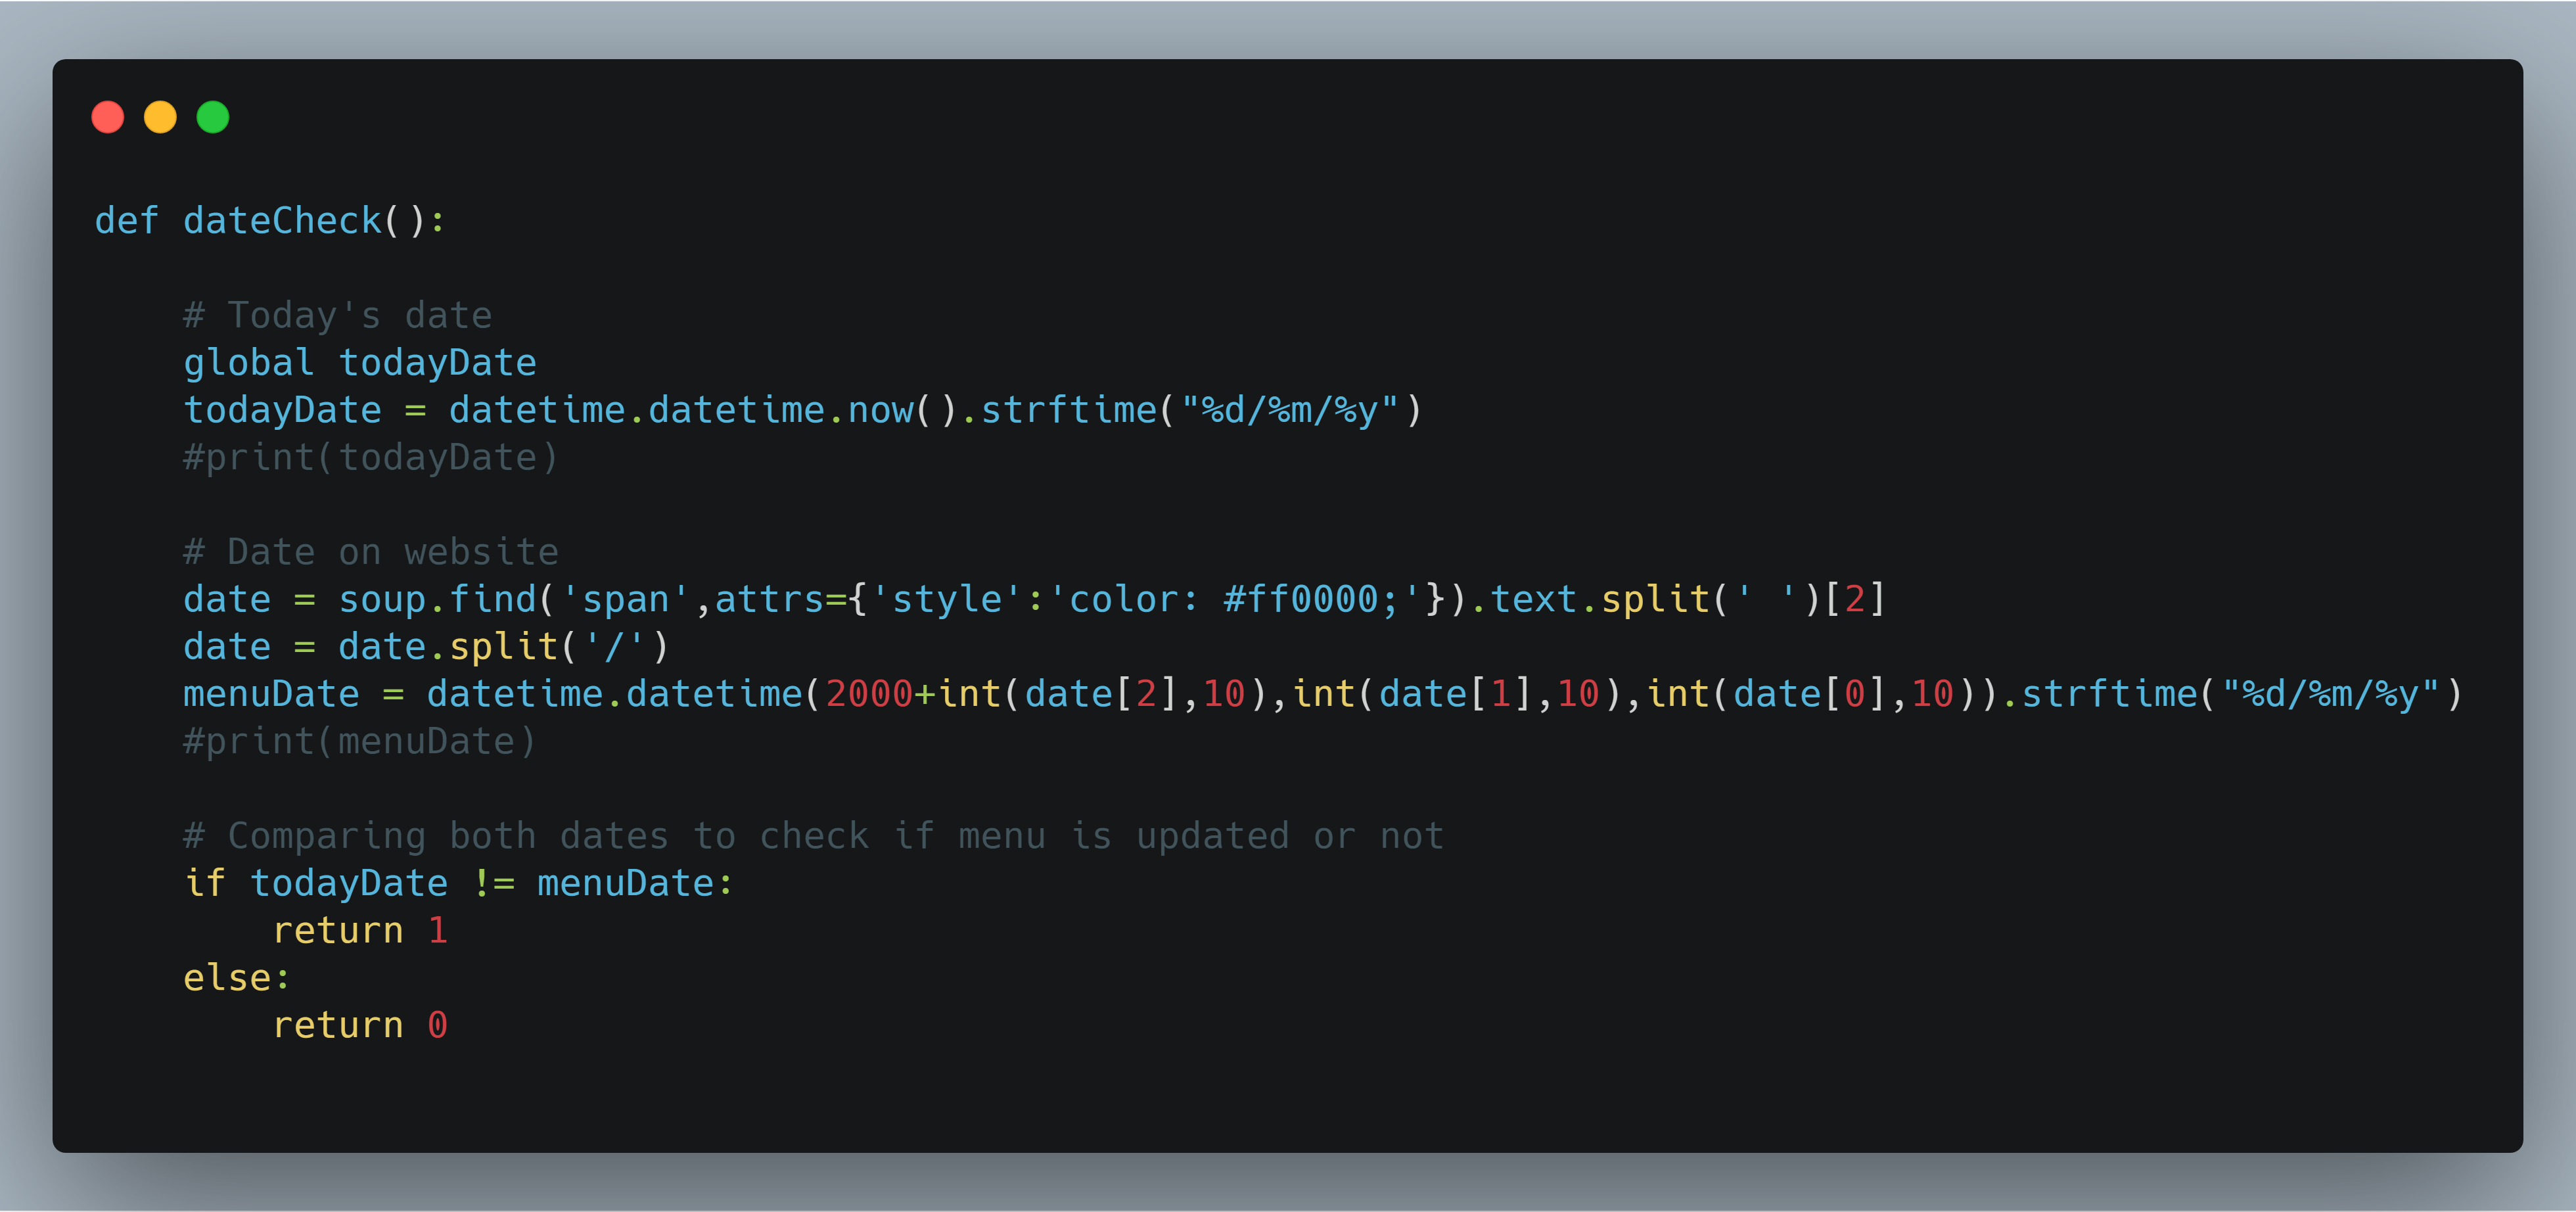 def dateCheck():
    # Today's date
    global todayDate
    todayDate = datetime.datetime.now().strftime("%d/%m/%y")
    #print(todayDate)
    # Date on website
    date = soup.find('span',attrs={'style':'color: #ff0000;'}).text.split(' ')[2]
    date = date.split('/')
    menuDate = datetime.datetime(2000+int(date[2],10),int(date[1],10),int(date[0],10)).strftime("%d/%m/%y")
    #print(menuDate)
    # Comparing both dates to check if menu is updated or not
    if todayDate != menuDate:
        return 1
    else:
        return 0